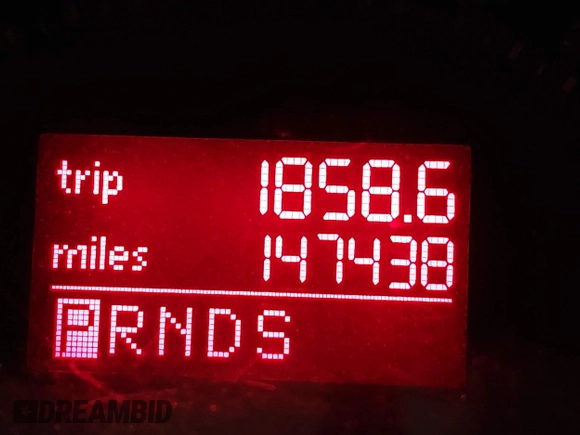 trip 1858.6
miles 147438
PRNDS
DREAMBID